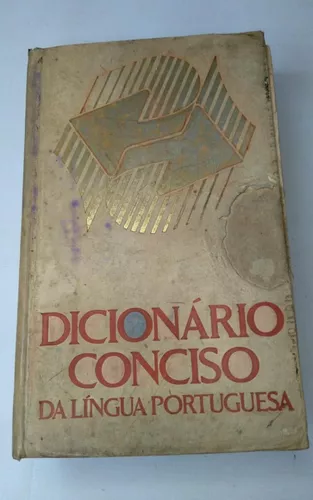 DICIONÁRIO
CONCISO
DA LÍNGUA PORTUGUESA